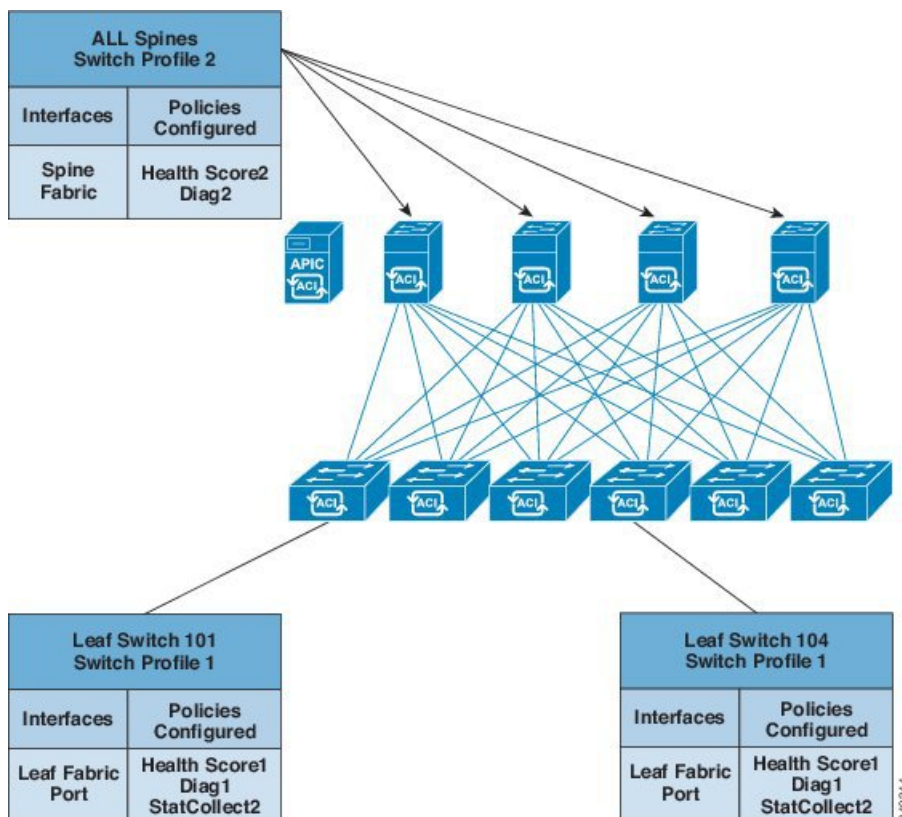 ALL Spines
Switch Profile 2
Interfaces
Policies
Configured
Spine
Fabric
Health Score2
Diag2
APIC
ACI
ACI
ACI
ACI
ACI
ACI
ACI
ACI
ACI
ACI
ACI
Leaf Switch 101
Switch Profile 1
Interfaces
Policies
Configured
Leaf Fabric
Port
Health Score1
Diag1
StatCollect2
Leaf Switch 104
Switch Profile 1
Interfaces
Policies
Configured
Leaf Fabric
Port
Health Score1
Diag1
StatCollect2